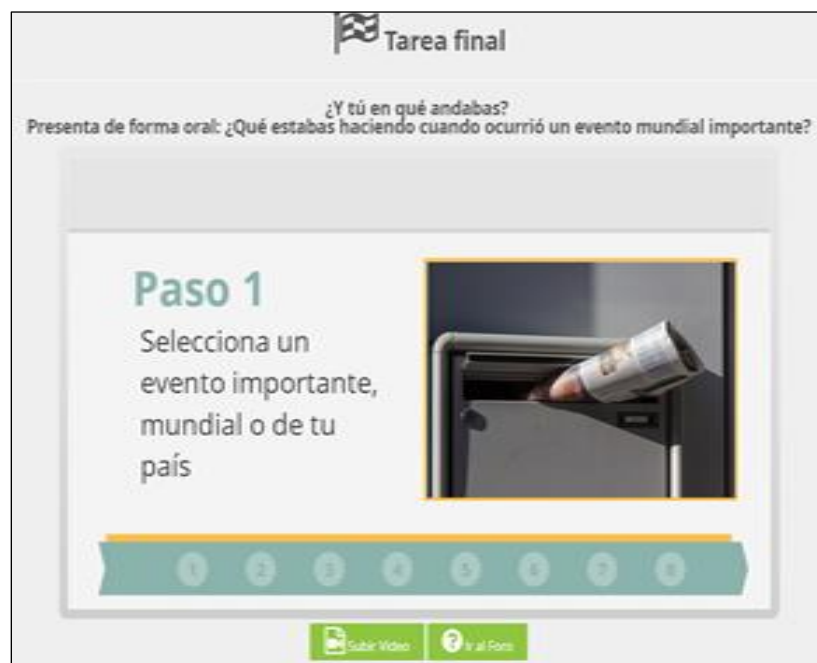 Tarea final
¿Y tú en qué andabas?
Presenta de forma oral: ¿Qué estabas haciendo cuando ocurrió un evento mundial importante?
Paso 1
Selecciona un
evento importante,
mundial o de tu
país
1 2 3 4 5 6 7 8
Subir Video
Ir al Foro